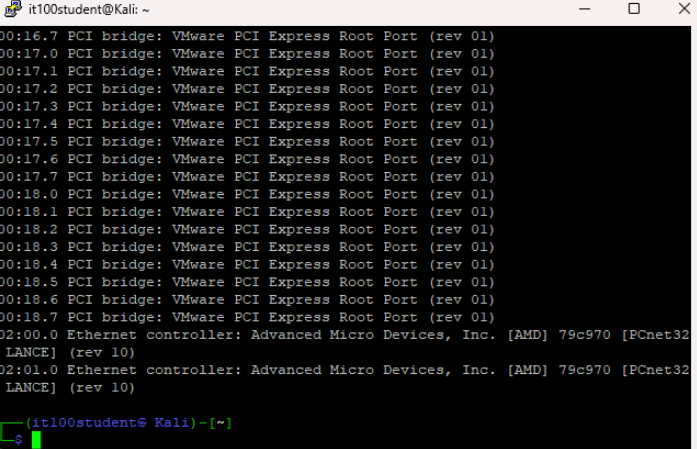 it100student@Kali: ~
00:16.7 PCI bridge: VMware PCI Express Root Port (rev 01)
00:17.0 PCI bridge: VMware PCI Express Root Port (rev 01)
00:17.1 PCI bridge: VMware PCI Express Root Port (rev 01)
00:17.2 PCI bridge: VMware PCI Express Root Port (rev 01)
00:17.3 PCI bridge: VMware PCI Express Root Port (rev 01)
00:17.4 PCI bridge: VMware PCI Express Root Port (rev 01)
00:17.5 PCI bridge: VMware PCI Express Root Port (rev 01)
00:17.6 PCI bridge: VMware PCI Express Root Port (rev 01)
00:17.7 PCI bridge: VMware PCI Express Root Port (rev 01)
00:18.0 PCI bridge: VMware PCI Express Root Port (rev 01)
00:18.1 PCI bridge: VMware PCI Express Root Port (rev 01)
00:18.2 PCI bridge: VMware PCI Express Root Port (rev 01)
00:18.3 PCI bridge: VMware PCI Express Root Port (rev 01)
00:18.4 PCI bridge: VMware PCI Express Root Port (rev 01)
00:18.5 PCI bridge: VMware PCI Express Root Port (rev 01)
00:18.6 PCI bridge: VMware PCI Express Root Port (rev 01)
00:18.7 PCI bridge: VMware PCI Express Root Port (rev 01)
02:00.0 Ethernet controller: Advanced Micro Devices, Inc. [AMD] 79c970 [PCnet32
LANCE] (rev 10)
02:01.0 Ethernet controller: Advanced Micro Devices, Inc. [AMD] 79c970 [PCnet32
LANCE] (rev 10)
┌──(it100student㉿ Kali)-[~]
└─$